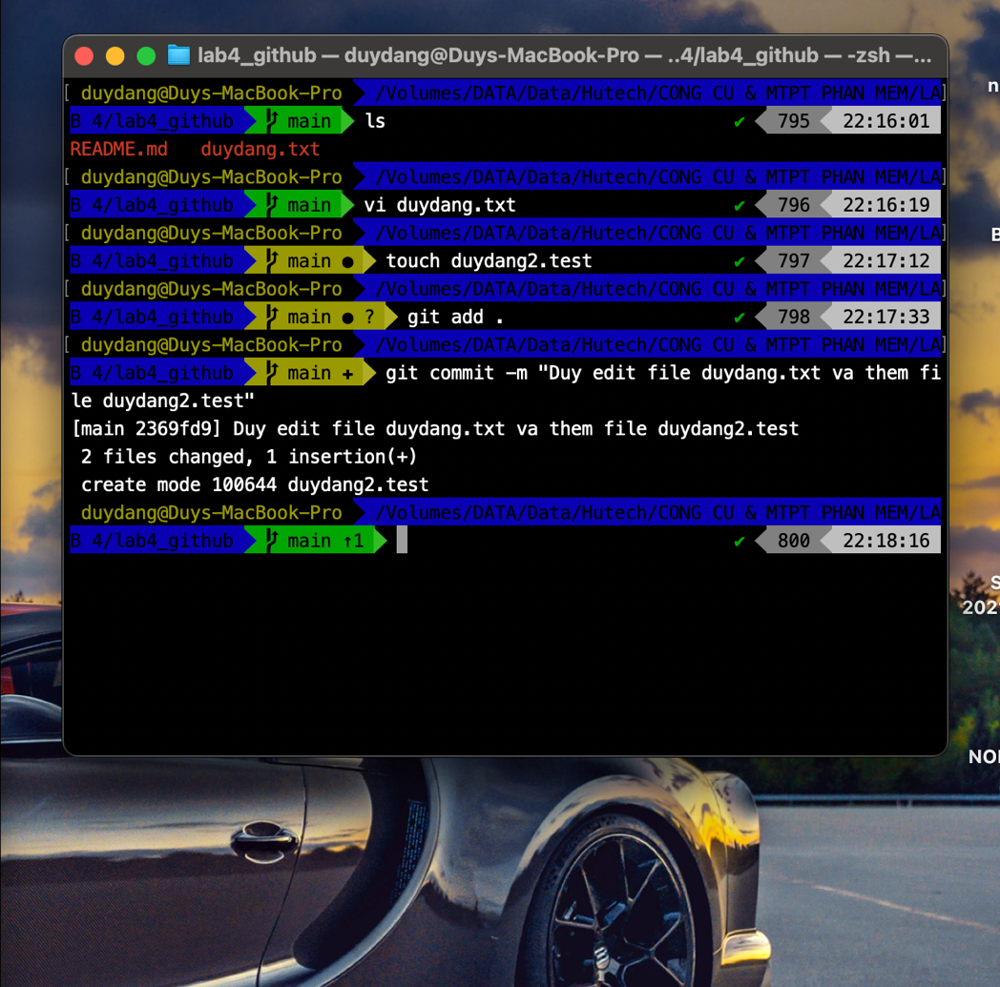 lab4_github — duydang@Duys-MacBook-Pro — ..4/lab4_github — -zsh —...
[ duydang@Duys-MacBook-Pro /Volumes/DATA/Data/Hutech/CONG CU & MTPT PHAN MEM/LA]
B 4/lab4_github main ls ✔ 795 22:16:01
README.md duydang.txt
[ duydang@Duys-MacBook-Pro /Volumes/DATA/Data/Hutech/CONG CU & MTPT PHAN MEM/LA]
B 4/lab4_github main vi duydang.txt ✔ 796 22:16:19
[ duydang@Duys-MacBook-Pro /Volumes/DATA/Data/Hutech/CONG CU & MTPT PHAN MEM/LA]
B 4/lab4_github main ● touch duydang2.test ✔ 797 22:17:12
[ duydang@Duys-MacBook-Pro /Volumes/DATA/Data/Hutech/CONG CU & MTPT PHAN MEM/LA]
B 4/lab4_github main ● ? git add . ✔ 798 22:17:33
[ duydang@Duys-MacBook-Pro /Volumes/DATA/Data/Hutech/CONG CU & MTPT PHAN MEM/LA]
B 4/lab4_github main + git commit -m "Duy edit file duydang.txt va them fi
le duydang2.test"
[main 2369fd9] Duy edit file duydang.txt va them file duydang2.test
2 files changed, 1 insertion(+)
create mode 100644 duydang2.test
duydang@Duys-MacBook-Pro /Volumes/DATA/Data/Hutech/CONG CU & MTPT PHAN MEM/LA
B 4/lab4_github main ↑1 ✔ 800 22:18:16